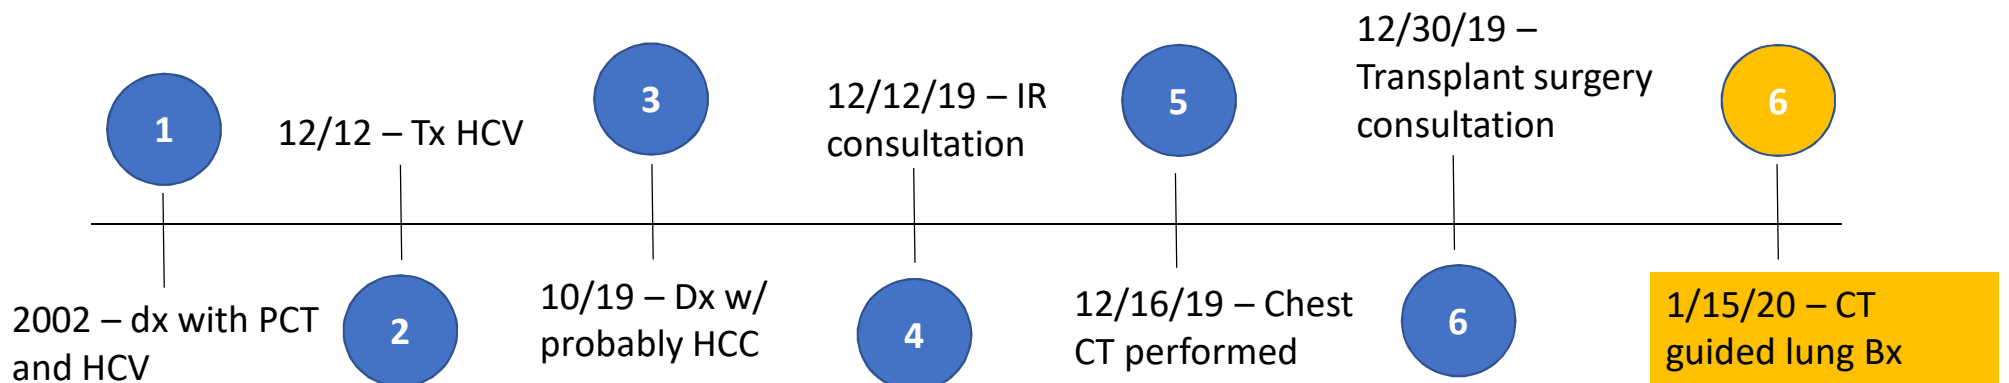 1
2002 – dx with PCT
and HCV
12/12 – Tx HCV
2
3
10/19 – Dx w/
probably HCC
12/12/19 – IR
consultation
4
5
12/16/19 – Chest
CT performed
12/30/19 –
Transplant surgery
consultation
6
6
1/15/20 – CT
guided lung Bx